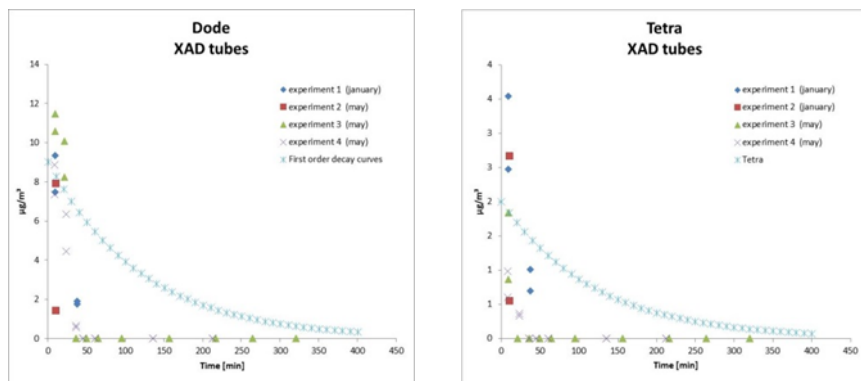 Dode
XAD tubes
14
12
10
8
6
4
2
0
µg/m³
0 50 100 150 200 250 300 350 400 450
Time [min]
experiment 1 (january)
experiment 2 (may)
experiment 3 (may)
experiment 4 (may)
First order decay curves
Tetra
XAD tubes
4
4
3
3
2
2
1
1
0
µg/m³
0 50 100 150 200 250 300 350 400 450
Time [min]
experiment 1 (january)
experiment 2 (january)
experiment 3 (may)
experiment 4 (may)
Tetra